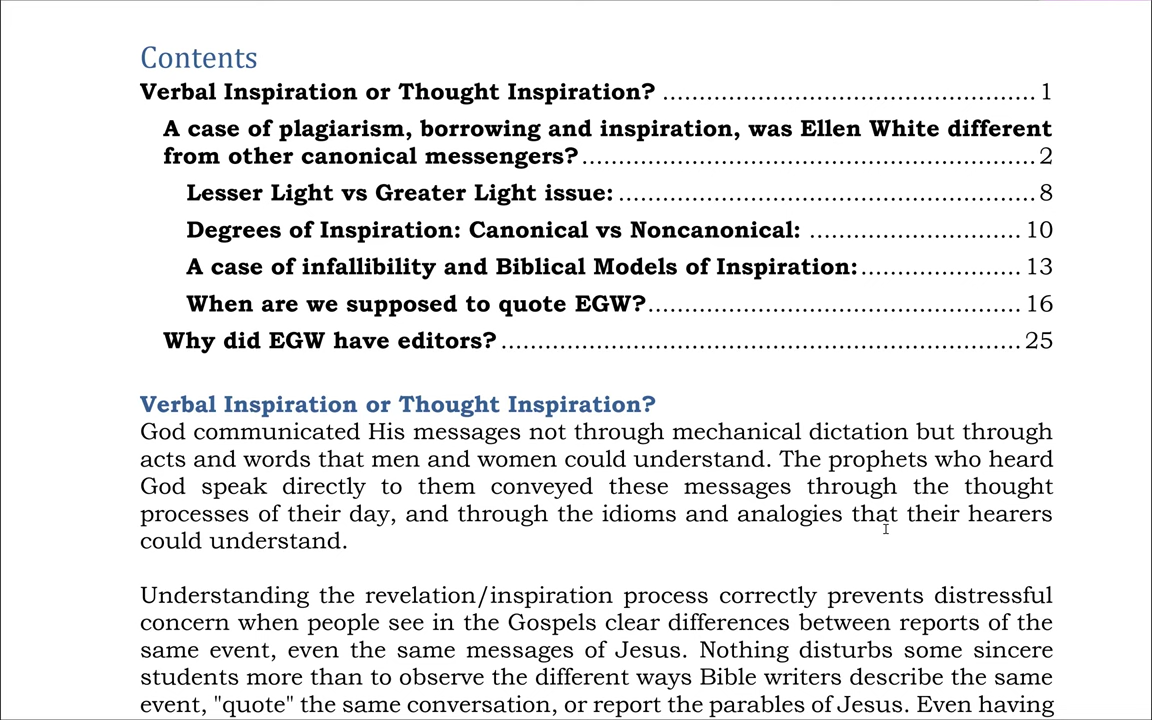 Contents
Verbal Inspiration or Thought Inspiration? ................................................. 1
A case of plagiarism, borrowing and inspiration, was Ellen White different
from other canonical messengers? ............................................................ 2
Lesser Light vs Greater Light issue: ....................................................... 8
Degrees of Inspiration: Canonical vs Noncanonical: ............................. 10
A case of infallibility and Biblical Models of Inspiration: ...................... 13
When are we supposed to quote EGW? .................................................. 16
Why did EGW have editors? ...................................................................... 25
Verbal Inspiration or Thought Inspiration?
God communicated His messages not through mechanical dictation but through
acts and words that men and women could understand. The prophets who heard
God speak directly to them conveyed these messages through the thought
processes of their day, and through the idioms and analogies that their hearers
could understand.
Understanding the revelation/inspiration process correctly prevents distressful
concern when people see in the Gospels clear differences between reports of the
same event, even the same messages of Jesus. Nothing disturbs some sincere
students more than to observe the different ways Bible writers describe the same
event, "quote" the same conversation, or report the parables of Jesus. Even having